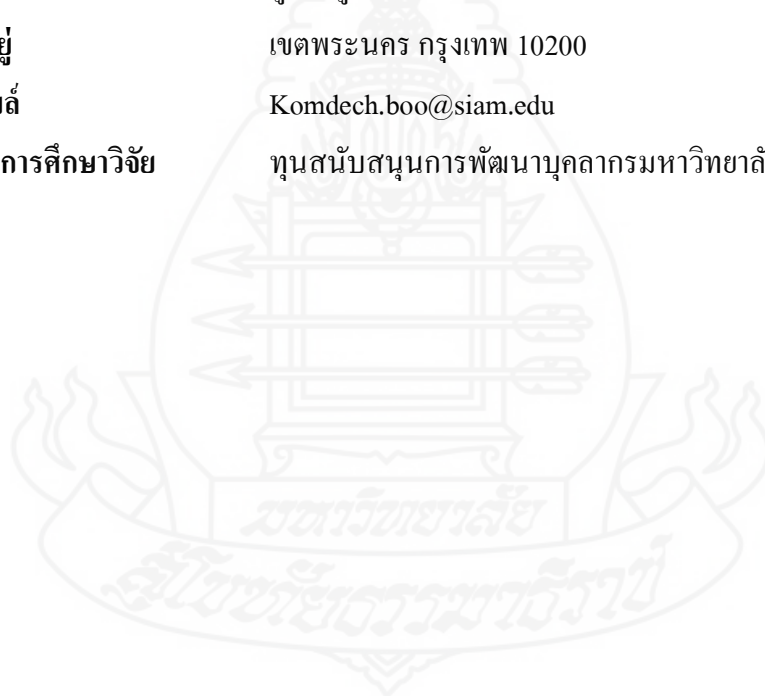 เขตพระนคร กรุงเทพ 10200
Komdech.boo@siam.edu
การศึกษาวิจัย ทุนสนับสนุนการพัฒนาบุคลากรมหาวิทยาลั
มหาวิทยาลัย
สุโขทัยธรรมาธิราช